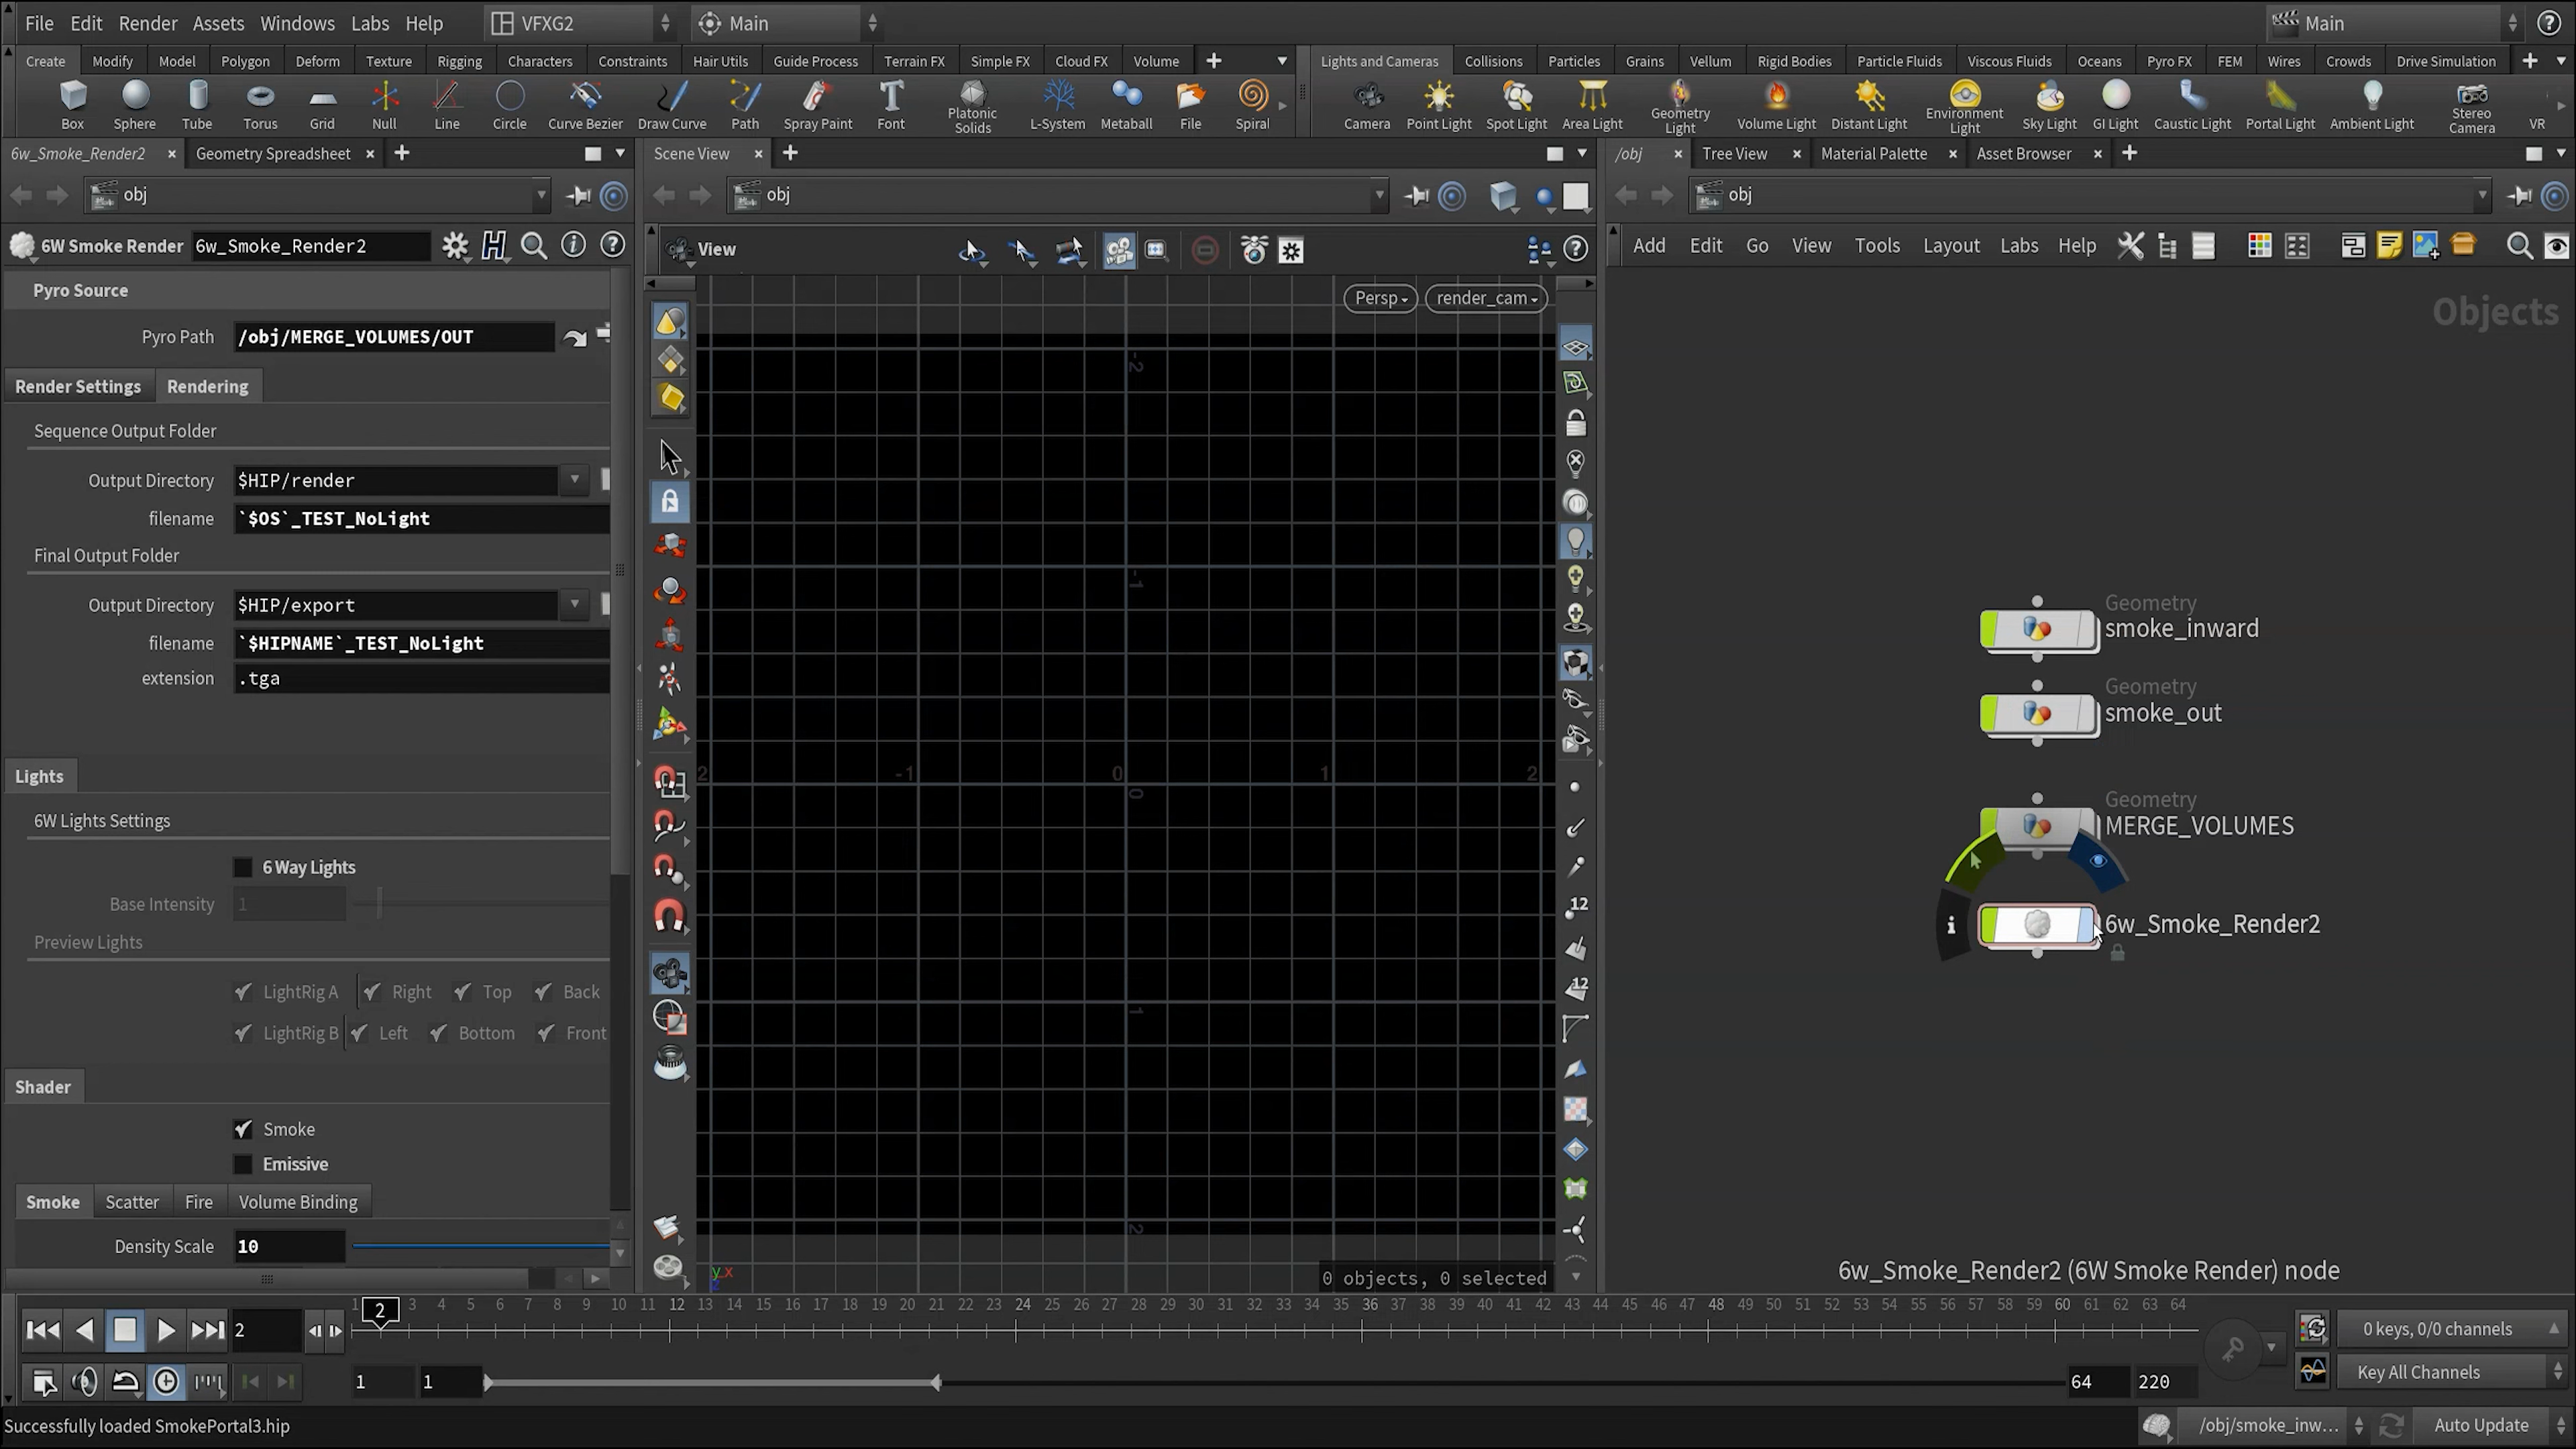 File Edit Render Assets Windows Labs Help VFXG2 Main Main
Create Modify Model Polygon Deform Texture Rigging Characters Constraints Hair Utils Guide Process Terrain FX Simple FX Cloud FX Volume Lights and Cameras Collisions Particles Grains Vellum Rigid Bodies Particle Fluids Viscous Fluids Oceans Pyro FX FEM Wires Crowds Drive Simulation
Box Sphere Tube Torus Grid Null Line Circle Curve Bezier Draw Curve Path Spray Paint Font Platonic Solids L-System Metaball File Spiral Camera Point Light Spot Light Area Light Geometry Light Volume Light Distant Light Environment Light Sky Light GI Light Caustic Light Portal Light Ambient Light Stereo Camera VR
6w_Smoke_Render2 Geometry Spreadsheet
obj
6W Smoke Render 6w_Smoke_Render2
Pyro Source
Pyro Path /obj/MERGE_VOLUMES/OUT
Render Settings Rendering
Sequence Output Folder
Output Directory $HIP/render
filename `$OS`_TEST_NoLight
Final Output Folder
Output Directory $HIP/export
filename `$HIPNAME`_TEST_NoLight
extension .tga
Lights
6W Lights Settings
6 Way Lights
Base Intensity 1
Preview Lights
LightRig A Right Top Back
LightRig B Left Bottom Front
Shader
Smoke
Emissive
Smoke Scatter Fire Volume Binding
Density Scale 10
Scene View
obj
View
Persp render_cam
-2
-1
2 -1 0 1 2
0
1
2
12
12
y x
z
0 objects, 0 selected
/obj Tree View Material Palette Asset Browser
obj
Add Edit Go View Tools Layout Labs Help
Objects
Geometry
smoke_inward
Geometry
smoke_out
Geometry
MERGE_VOLUMES
i 6w_Smoke_Render2
6w_Smoke_Render2 (6W Smoke Render) node
1 2 3 4 5 6 7 8 9 10 11 12 13 14 15 16 17 18 19 20 21 22 23 24 25 26 27 28 29 30 31 32 33 34 35 36 37 38 39 40 41 42 43 44 45 46 47 48 49 50 51 52 53 54 55 56 57 58 59 60 61 62 63 64
2 0 keys, 0/0 channels
1 1 64 220 Key All Channels
Successfully loaded SmokePortal3.hip /obj/smoke_inw... Auto Update